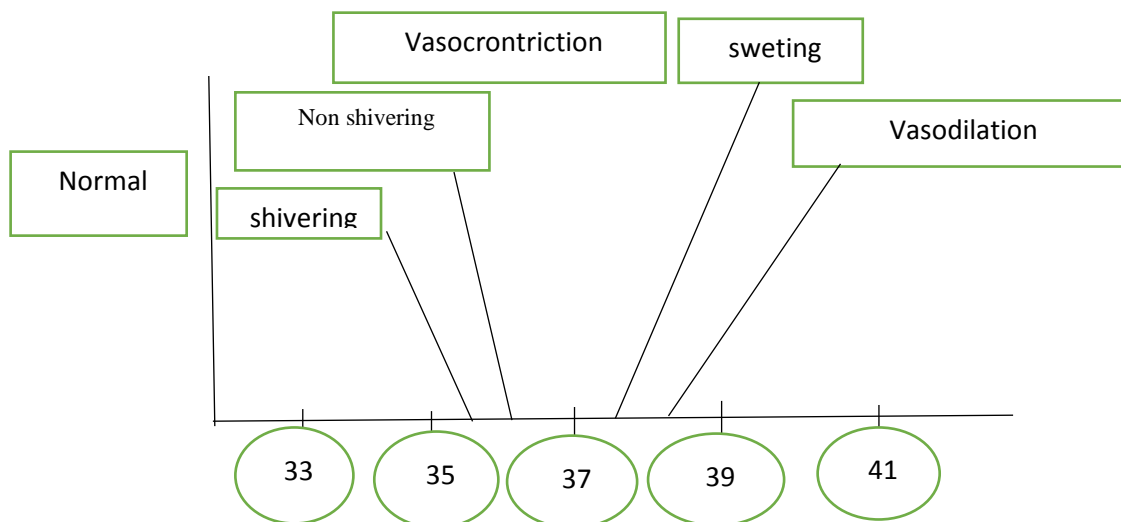 Vasocrontriction
sweting
Non shivering
Vasodilation
Normal
shivering
33 35 37 39 41